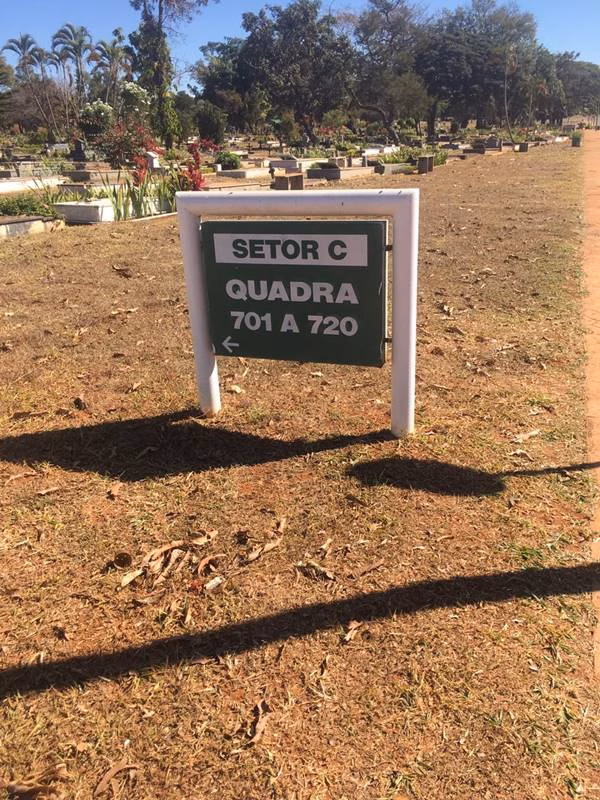 SETOR C
QUADRA
701 A 720
←